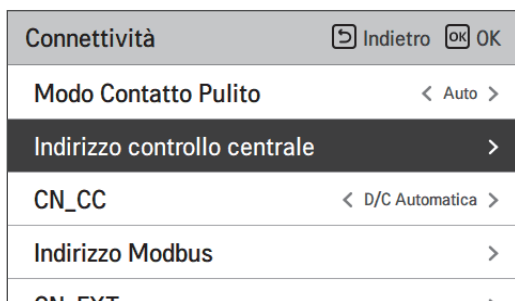 Connettività Indietro OK OK
Modo Contatto Pulito < Auto >
Indirizzo controllo centrale >
CN_CC < D/C Automatica >
Indirizzo Modbus >